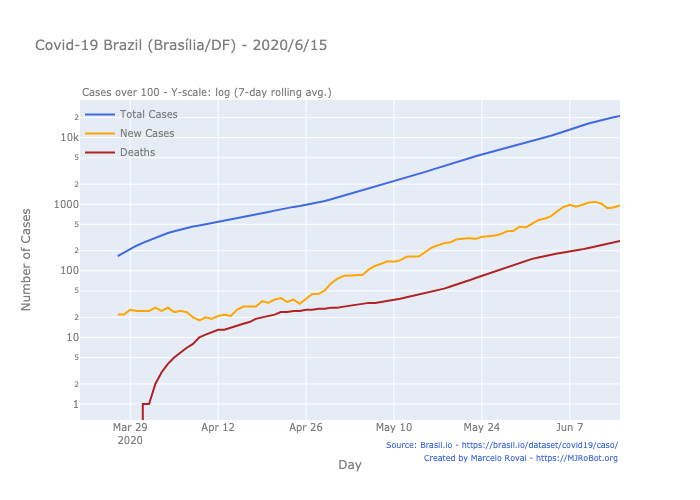 Covid-19 Brazil (Brasília/DF) - 2020/6/15
Cases over 100 - Y-scale: log (7-day rolling avg.)
Total Cases
New Cases
Deaths
2
10k
5
2
1000
5
2
100
5
2
10
5
2
1
Number of Cases
Mar 29
2020
Apr 12
Apr 26
May 10
May 24
Jun 7
Day
Source: Brasil.io - https://brasil.io/dataset/covid19/caso/
Created by Marcelo Rovai - https://MJRoBot.org